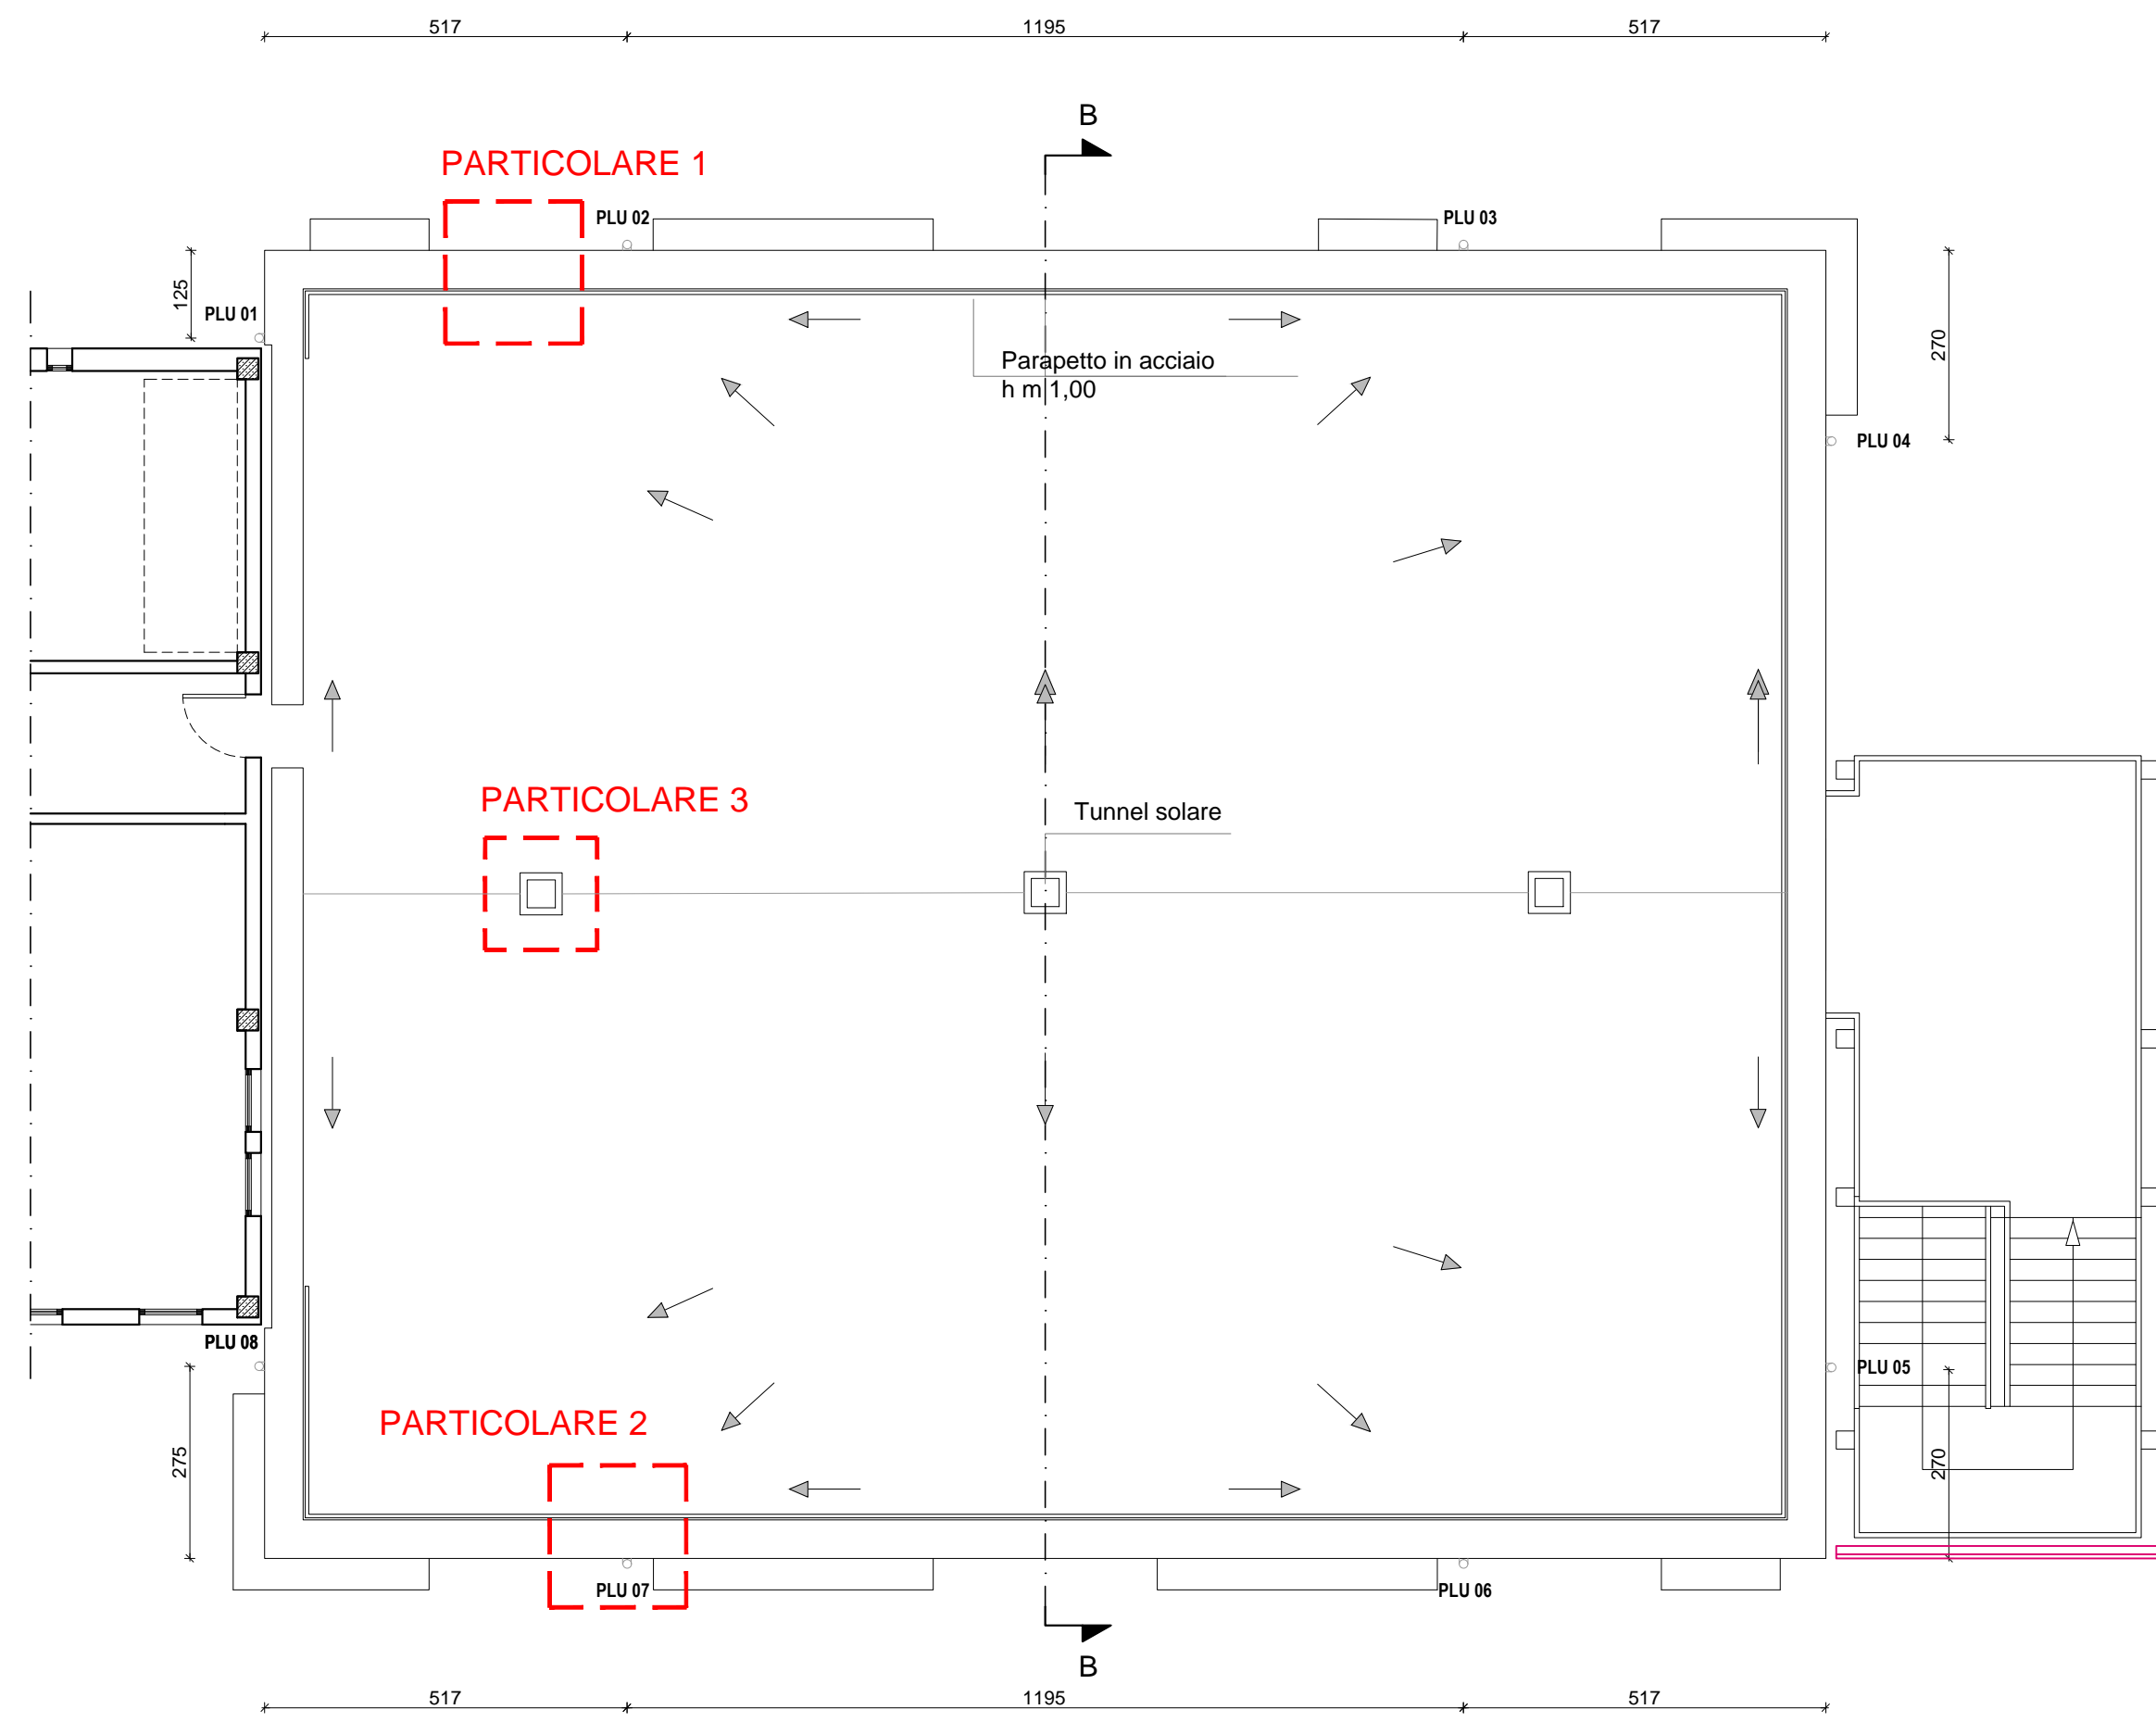 517 1195 517
B
PARTICOLARE 1
PLU 02 PLU 03
125
PLU 01
270
Parapetto in acciaio
h m 1,00
PLU 04
PARTICOLARE 3
Tunnel solare
PLU 08
PLU 05
PARTICOLARE 2
275
270
PLU 07 PLU 06
B
517 1195 517